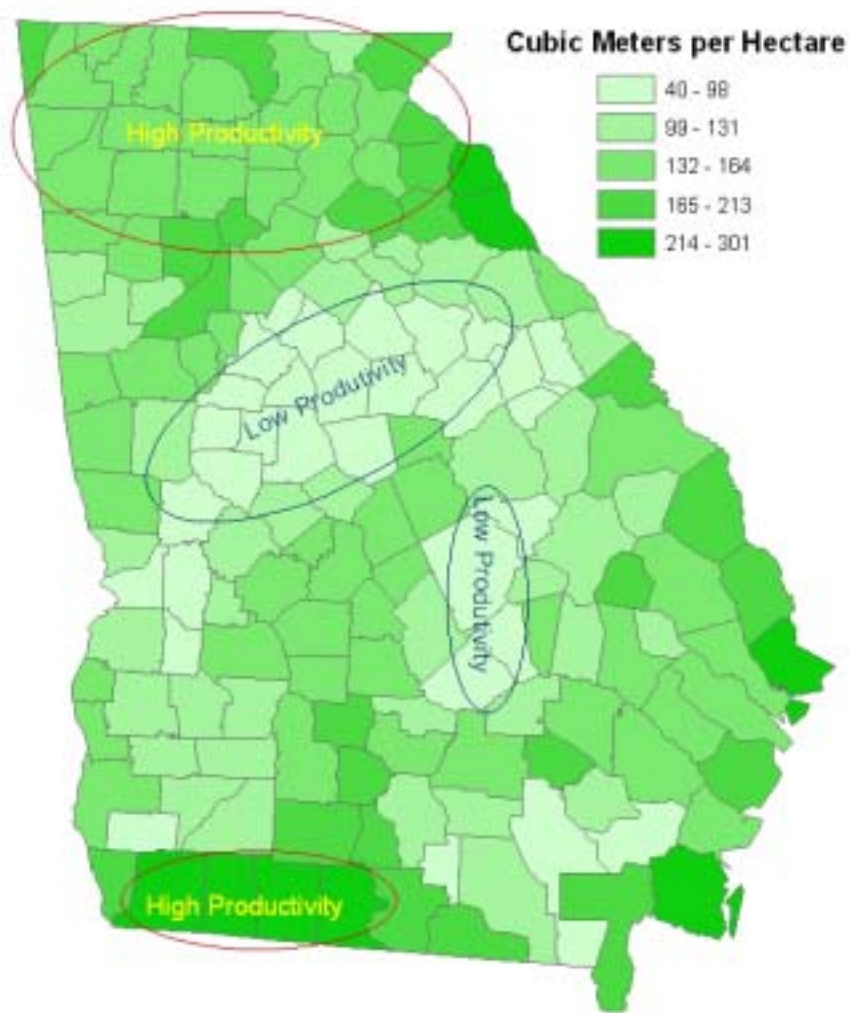 Cubic Meters per Hectare
40 - 98
99 - 131
132 - 164
165 - 213
214 - 301
High Productivity
Low Produtivity
Low Produtivity
High Productivity